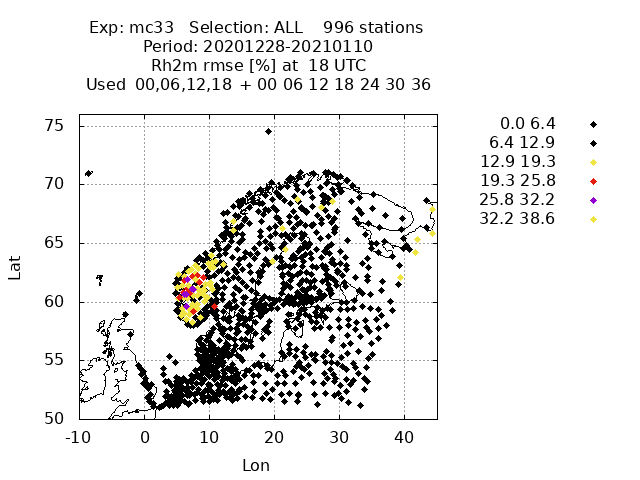 Exp: mc33 Selection: ALL 996 stations
Period: 20201228-20210110
Rh2m rmse [%] at 18 UTC
Used 00,06,12,18 + 00 06 12 18 24 30 36
0.0 6.4
6.4 12.9
12.9 19.3
19.3 25.8
25.8 32.2
32.2 38.6
75
70
65
60
55
50
Lat
-10 0 10 20 30 40
Lon